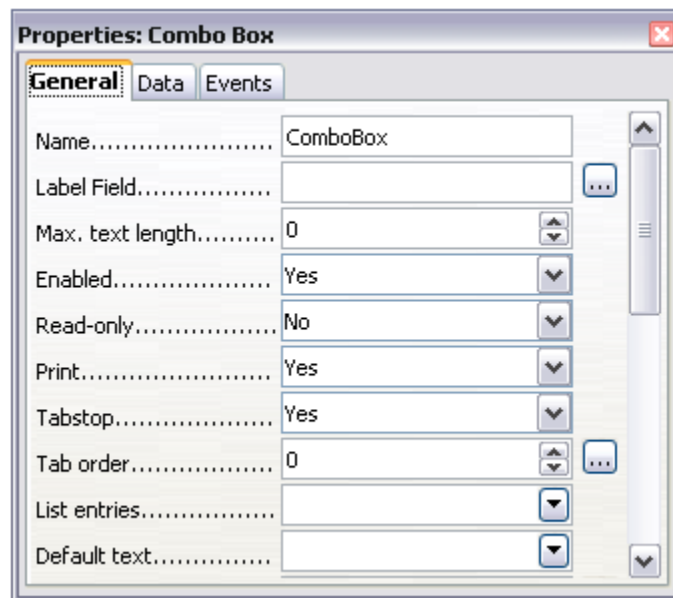 Properties: Combo Box
General Data Events
Name....................... ComboBox
Label Field.................
Max. text length.......... 0
Enabled.................... Yes
Read-only.................. No
Print........................ Yes
Tabstop.................... Yes
Tab order.................. 0
List entries.................
Default text...............